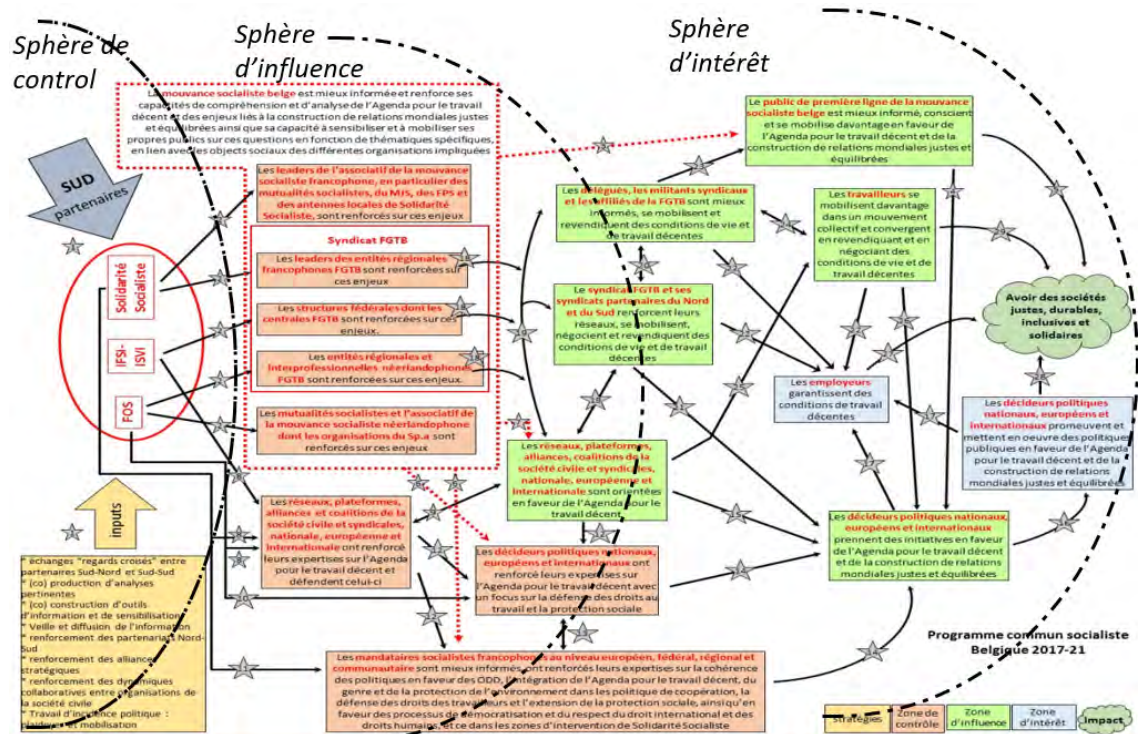 Sphère de
control
Sphère
d'influence
Sphère
d'intérêt
SUD
partenaires
La mouvance socialiste belge est mieux informée et renforce ses
capacités de compréhension et d'analyse de l'Agenda pour le travail
décent et des enjeux liés à la construction de relations mondiales justes
et équilibrées ainsi que sa capacité à sensibiliser et à mobiliser ses
propres publics sur ces questions en fonction de thématiques spécifiques,
en lien avec les objects sociaux des différentes organisations impliquées
Les leaders de l'associatif de la mouvance
socialiste francophone, en particulier des
mutualités socialistes, du MJS, des FPS et
des antennes locales de Solidarité
Socialiste, sont renforcés sur ces enjeux
Syndicat FGTB
Les leaders des entités régionales
francophones FGTB sont renforcées sur
ces enjeux
Les structures fédérales dont les
centrales FGTB sont renforcées sur ces
enjeux.
Les entités régionales et
interprofessionnelles néerlandophones
FGTB sont renforcées sur ces enjeux.
Les mutualités socialistes et l'associatif de
la mouvance socialiste néerlandophone
dont les organisations du Sp.a sont
renforcés sur ces enjeux
Solidarité
Socialiste
IFSI-
ISVI
FOS
inputs
* échanges "regards croisés" entre
partenaires Sud-Nord et Sud-Sud
* (co) production d'analyses
pertinentes
* (co) construction d'outils
d'information et de sensibilisation
* Veille et diffusion de l'information
* renforcement des partenariats Nord-
Sud
* renforcement des alliances
stratégiques
* renforcement des dynamiques
collaboratives entre organisations de
la société civile
* Travail d'incidence politique :
plaidoyer et mobilisation
Les réseaux, plateformes,
alliances et coalitions de la
société civile et syndicales,
nationale, européenne et
internationale ont renforcé
leurs expertises sur l'Agenda
pour le travail décent et
défendent celui-ci
Les délégués, les militants syndicaux
et les affiliés de la FGTB sont mieux
informés, se mobilisent et
revendiquent des conditions de vie et
de travail décentes
Le syndicat FGTB et ses
syndicats partenaires du Nord
et du Sud renforcent leurs
réseaux, se mobilisent,
négocient et revendiquent des
conditions de vie et de travail
décentes
Les réseaux, plateformes,
alliances, coalitions de la
société civile et syndicales,
nationale, européenne et
internationale sont orientées
en faveur de l'Agenda pour le
travail décent
Les décideurs politiques nationaux,
européens et internationaux ont
renforcé leurs expertises sur
l'Agenda pour le travail décent avec
un focus sur la défense des droits au
travail et la protection sociale
Les mandataires socialistes francophones au niveau européen, fédéral, régional et
communautaire sont mieux informés, ont renforcés leurs expertises sur la cohérence
des politiques en faveur des ODD, l'intégration de l'Agenda pour le travail décent, du
genre et de la protection de l'environnement dans les politique de coopération, la
défense des droits des travailleurs et l'extension de la protection sociale, ainsi qu'en
faveur des processus de démocratisation et du respect du droit international et des
droits humains, et ce dans les zones d'intervention de Solidarité Socialiste
Le public de première ligne de la mouvance
socialiste belge est mieux informé, conscient
et se mobilise davantage en faveur de
l'Agenda pour le travail décent et de la
construction de relations mondiales justes et
équilibrées
Les travailleurs se
mobilisent davantage
dans un mouvement
collectif et convergent
en revendiquant et en
négociant des
conditions de vie et de
travail décentes
Avoir des sociétés
justes, durables,
inclusives et
solidaires
Les employeurs
garantissent des
conditions de travail
décentes
Les décideurs politiques
nationaux, européens et
internationaux promeuvent et
mettent en oeuvre des politiques
publiques en faveur de l'Agenda
pour le travail décent et de la
construction de relations
mondiales justes et équilibrées
Les décideurs politiques nationaux,
européens et internationaux
prennent des initiatives en faveur
de l'Agenda pour le travail décent
et de la construction de relations
mondiales justes et équilibrées
Programme commun socialiste
Belgique 2017-21
Stratégies
Zone de
contrôle
Zone
d'influence
Zone
d'intérêt
Impact